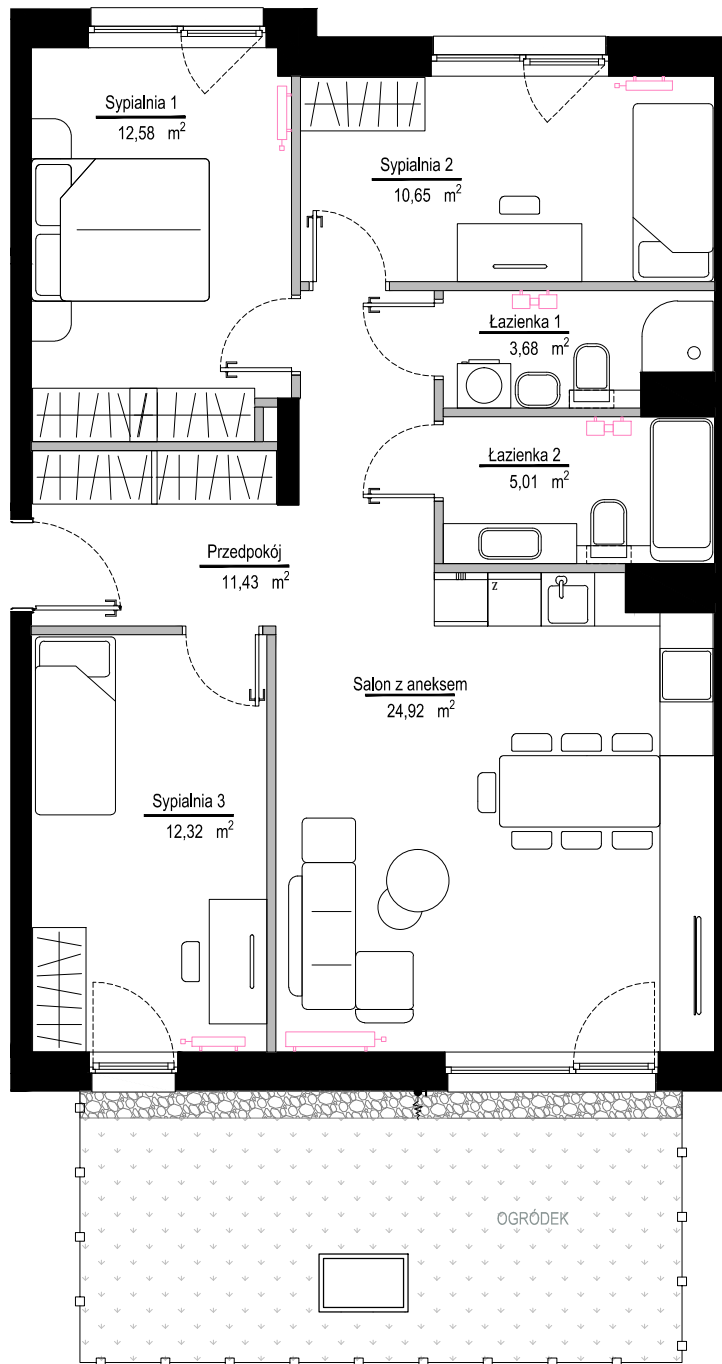 Sypialnia 1
12,58 m²
Sypialnia 2
10,65 m²
Łazienka 1
3,68 m²
Łazienka 2
5,01 m²
Przedpokój
11,43 m²
Z
Salon z aneksem
24,92 m²
Sypialnia 3
12,32 m²
OGRÓDEK